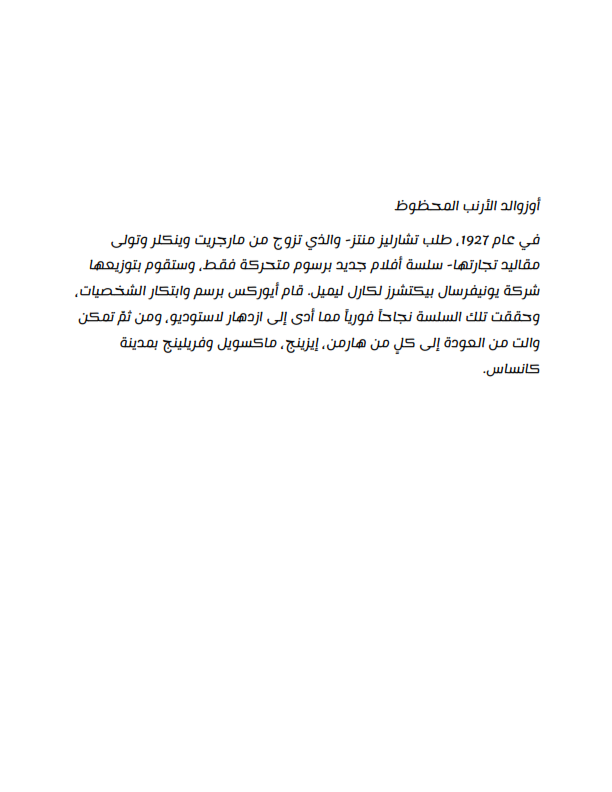 أوزوالد الأرنب المحظوظ
في عام 1927، طلب تشارليز منتز- والذي تزوج من مارجريت وينكلر وتولى
مقاليد تجارتها- سلسة أفلام جديد برسوم متحركة فقط، وستقوم بتوزيعها
شركة يونيفرسال بيكتشرز لكارل ليميل. قام أيوركس برسم وابتكار الشخصيات،
وحققت تلك السلسة نجاحاً فورياً مما أدى إلى ازدهار لاستوديو، ومن ثمّ تمكن
والت من العودة إلى كلٍ من هارمن، إيزينج، ماكسويل وفريلينج بمدينة
كانساس.